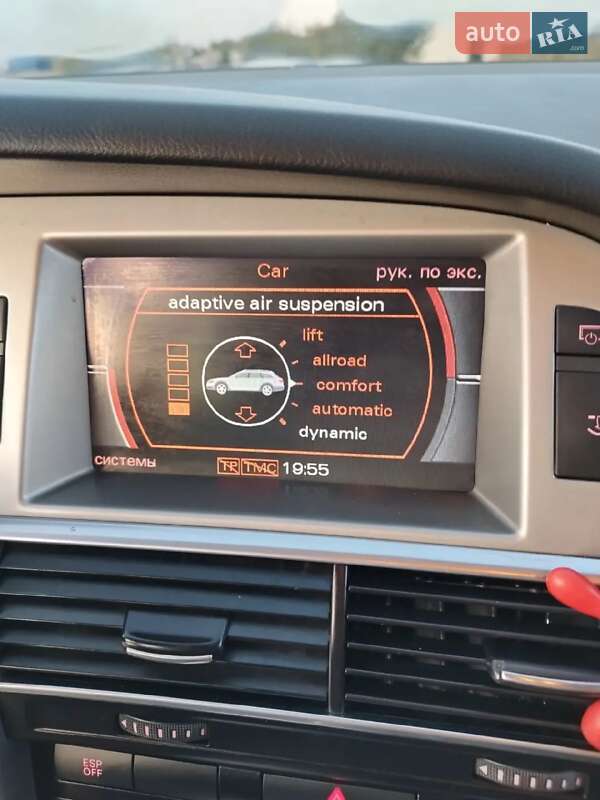 auto RIA.com
Car рук. по экс.
adaptive air suspension
lift
allroad
comfort
automatic
dynamic
системы TP TMC 19:55
ESP
OFF